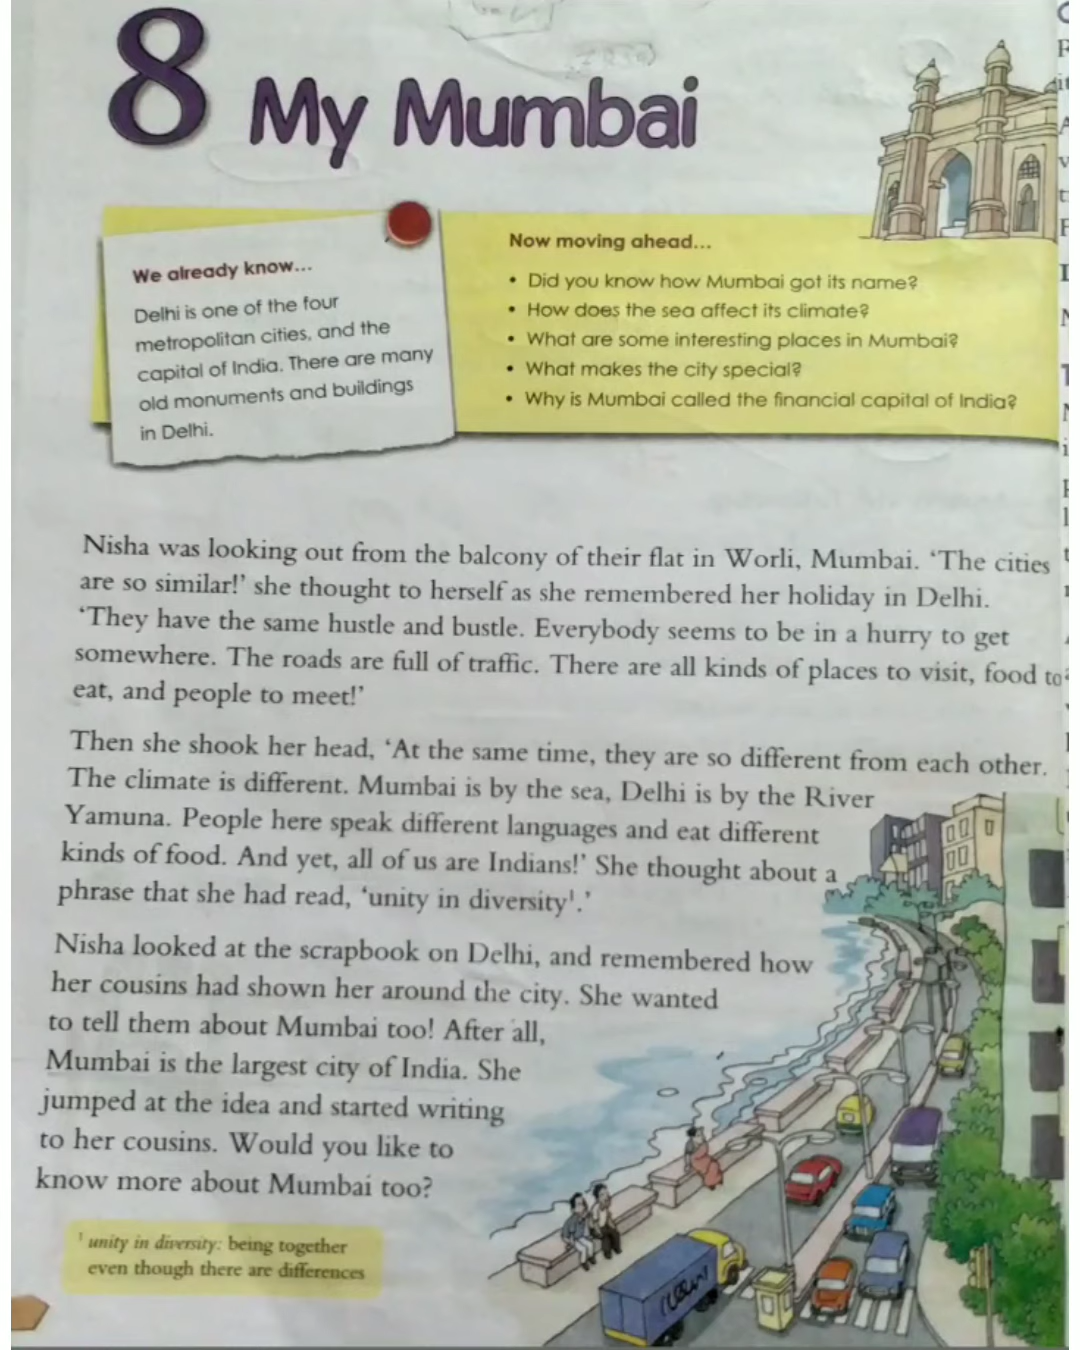 8 My Mumbai
We already know...
Delhi is one of the four
metropolitan cities, and the
capital of India. There are many
old monuments and buildings
in Delhi.
Now moving ahead...
• Did you know how Mumbai got its name?
• How does the sea affect its climate?
• What are some interesting places in Mumbai?
• What makes the city special?
• Why is Mumbai called the financial capital of India?
Nisha was looking out from the balcony of their flat in Worli, Mumbai. ‘The cities
are so similar!’ she thought to herself as she remembered her holiday in Delhi.
‘They have the same hustle and bustle. Everybody seems to be in a hurry to get
somewhere. The roads are full of traffic. There are all kinds of places to visit, food to
eat, and people to meet!’
Then she shook her head, ‘At the same time, they are so different from each other.
The climate is different. Mumbai is by the sea, Delhi is by the River
Yamuna. People here speak different languages and eat different
kinds of food. And yet, all of us are Indians!’ She thought about a
phrase that she had read, ‘unity in diversity¹.’
Nisha looked at the scrapbook on Delhi, and remembered how
her cousins had shown her around the city. She wanted
to tell them about Mumbai too! After all,
Mumbai is the largest city of India. She
jumped at the idea and started writing
to her cousins. Would you like to
know more about Mumbai too?
¹ unity in diversity: being together
even though there are differences